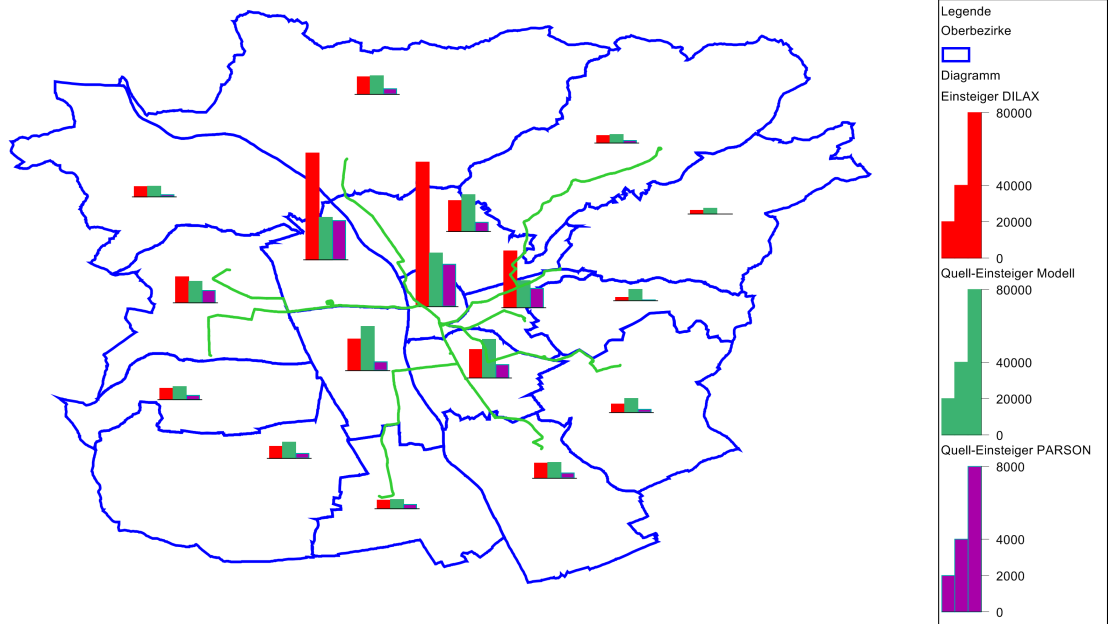 Legende
Oberbezirke
Diagramm
Einsteiger DILAX
80000
40000
20000
0
Quell-Einsteiger Modell
80000
40000
20000
0
Quell-Einsteiger PARSON
8000
4000
2000
0